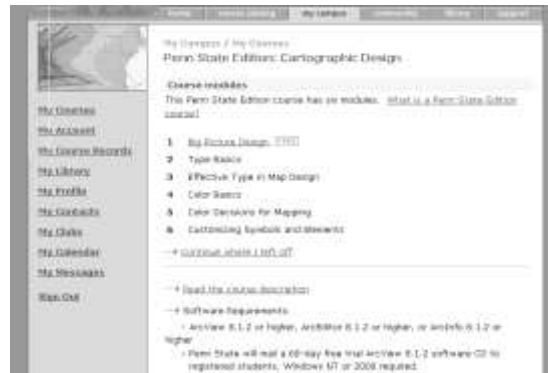 home my campus community library support
My Campus / My Courses
Penn State Edition: Cartographic Design
Course modules
This Penn State Edition course has six modules. What is a Penn State Edition
course?
1 Big Picture Design
2 Type Basics
3 Effective Type in Map Design
4 Color Basics
5 Color Decisions for Mapping
6 Customizing Symbols and Elements
Continue where I left off
Read the course description
Software Requirements:
ArcView 8.1.2 or higher, ArcEditor 8.1.2 or higher, or ArcInfo 8.1.2 or
higher
Penn State will mail a 60-day free trial ArcView 8.1.2 software CD to
registered students, Windows NT or 2000 required.
My Courses
My Account
My Course Records
My Library
My Profile
My Contacts
My Clubs
My Calendar
My Messages
Sign Out